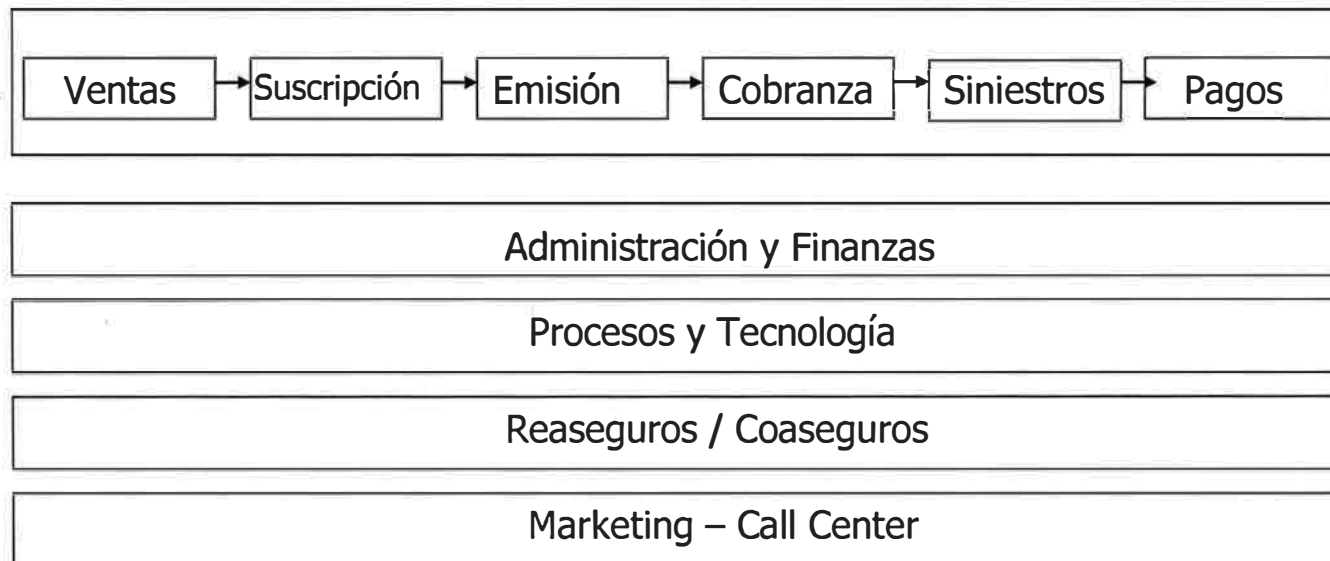 Ventas Suscripción Emisión Cobranza Siniestros Pagos
Administración y Finanzas
Procesos y Tecnología
Reaseguros / Coaseguros
Marketing – Call Center